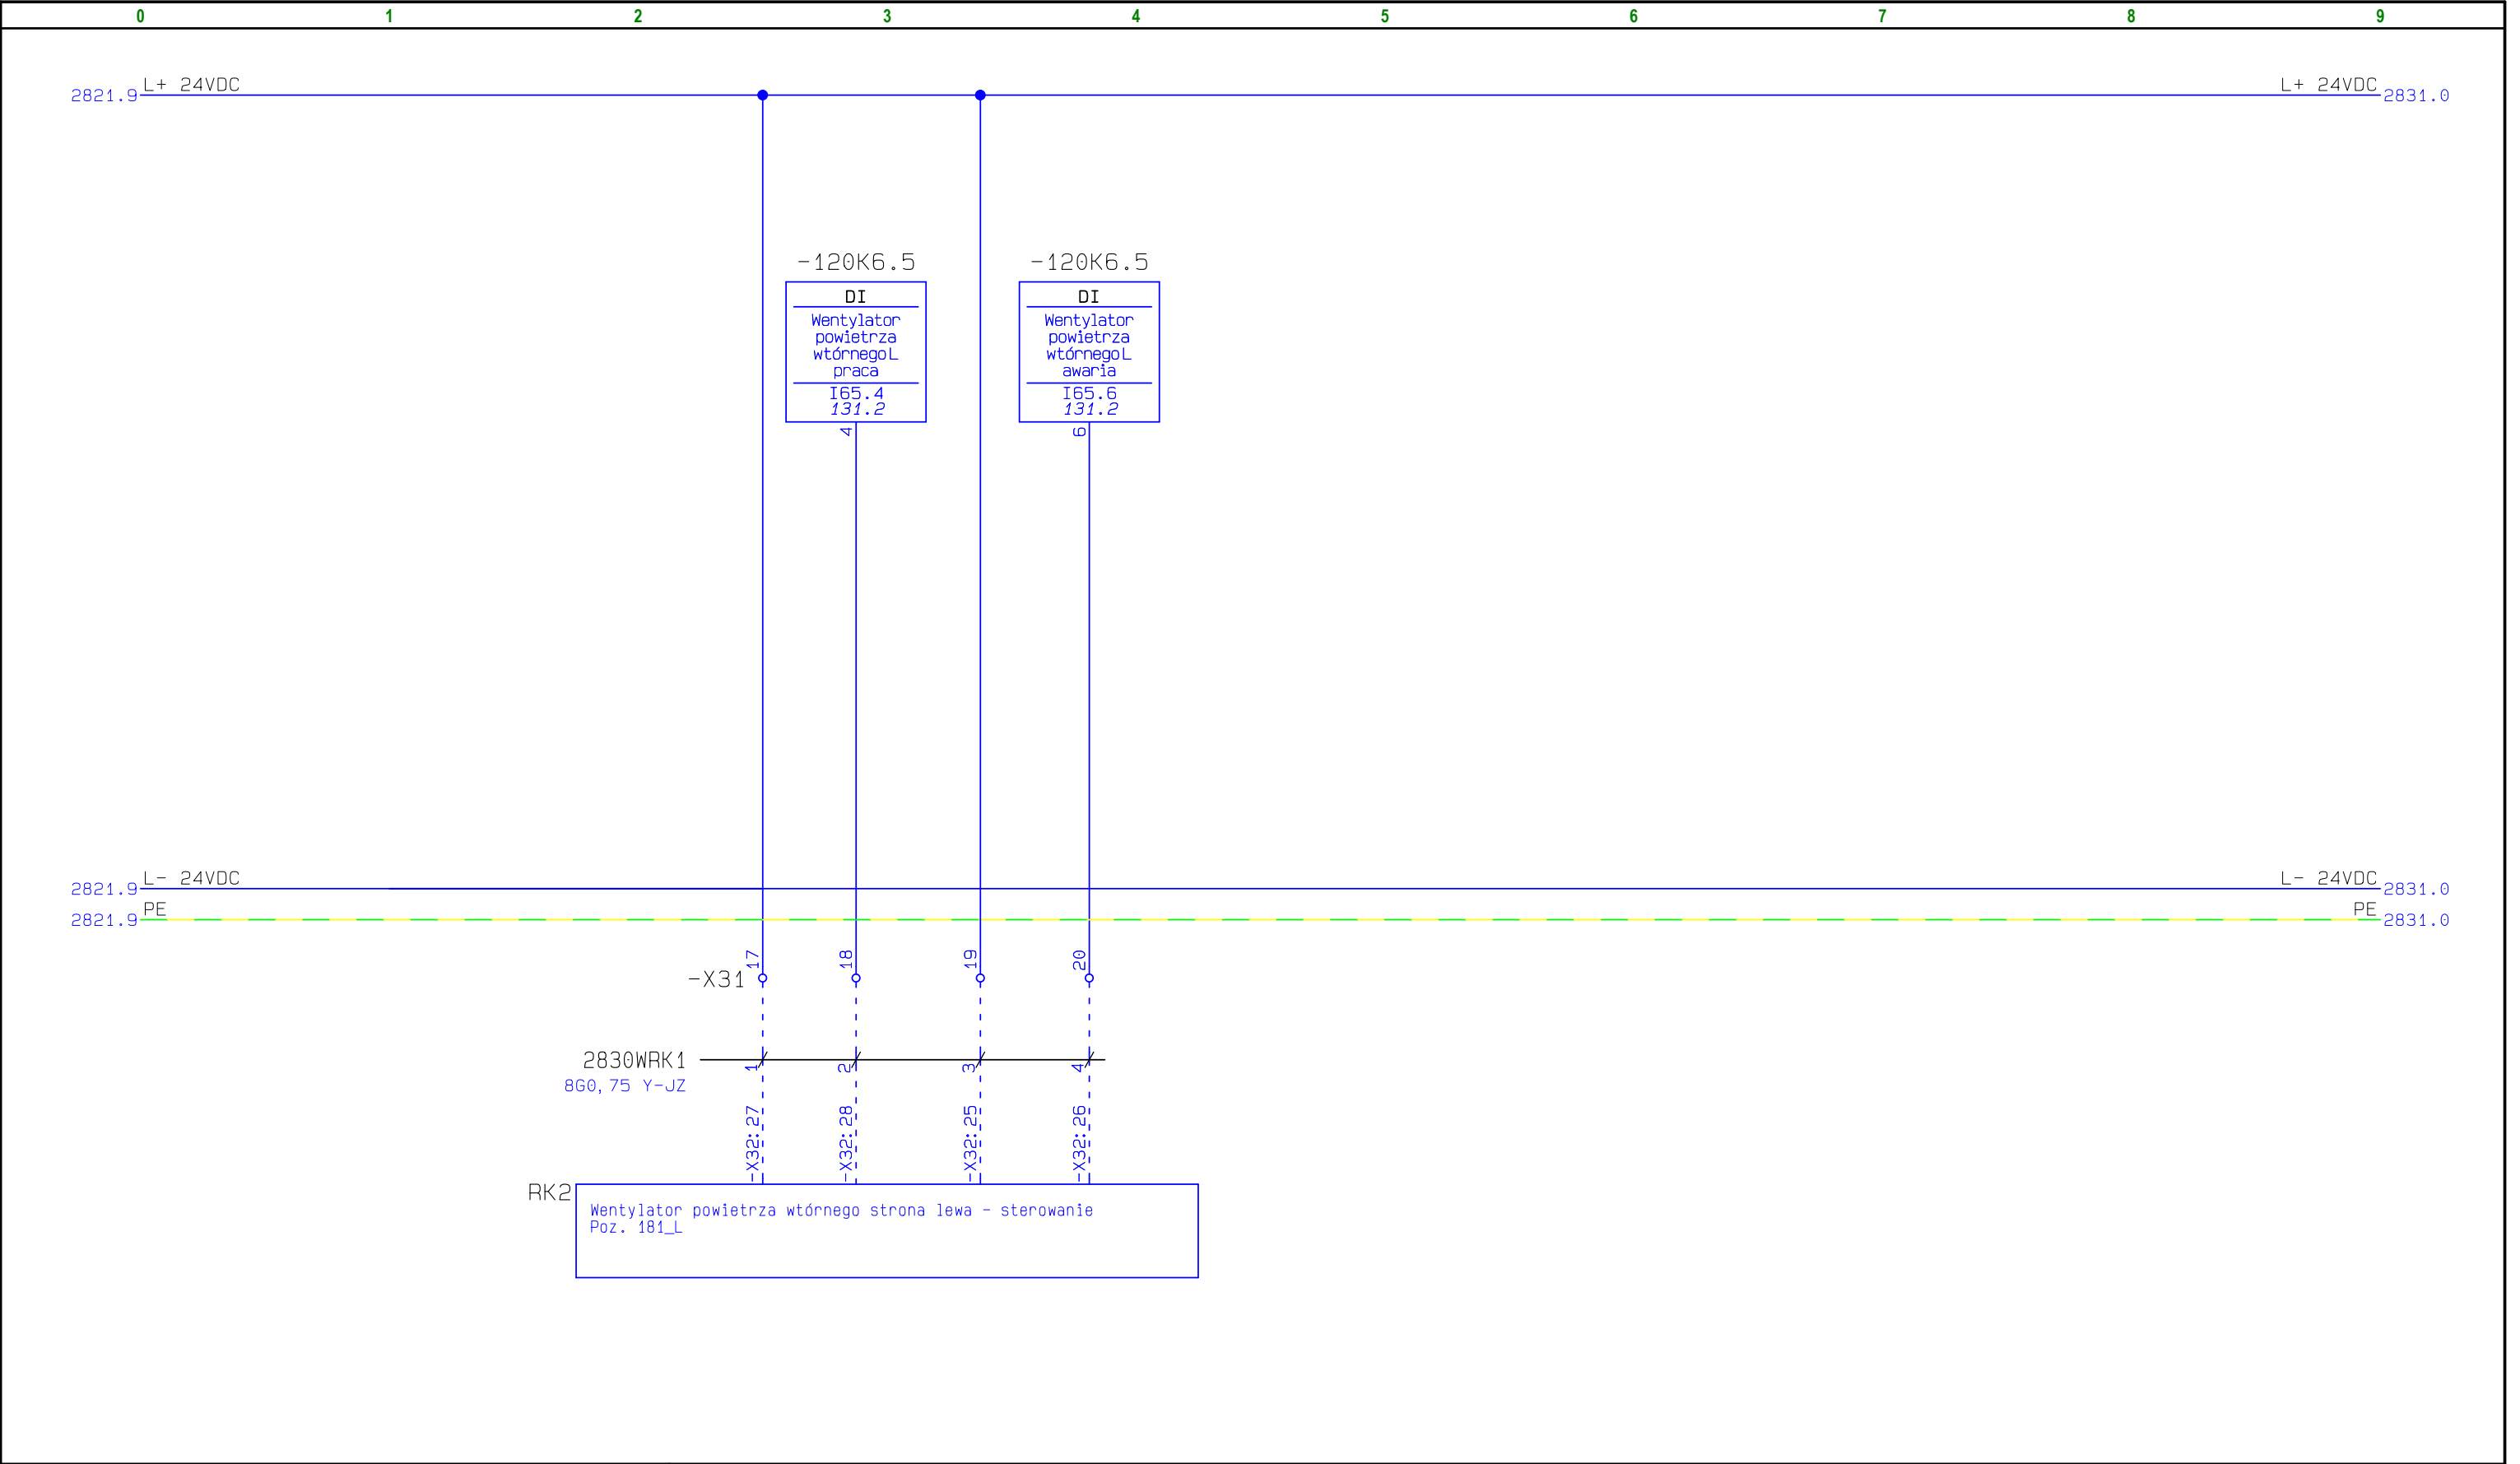 0 1 2 3 4 5 6 7 8 9
L+ 24VDC L+ 24VDC
2821.9 2831.0
-120K6.5 -120K6.5
DI
Wentylator
powietrza
wtórnegoL
praca
I65.4
131.2
4
DI
Wentylator
powietrza
wtórnegoL
awaria
I65.6
131.2
6
L- 24VDC L- 24VDC
2821.9 2831.0
PE PE
2821.9 2831.0
-X31 17 18 19 20
2830WRK1 1 2 3 4
8G0,75 Y-JZ
-X32:27 -X32:28 -X32:25 -X32:26
RK2
Wentylator powietrza wtórnego strona lewa - sterowanie
Poz. 181_L